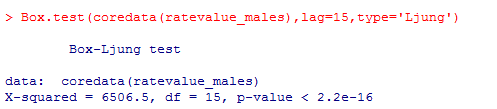 > Box.test(coredata(ratevalue_males),lag=15,type='Ljung')
Box-Ljung test
data:  coredata(ratevalue_males)
X-squared = 6506.5, df = 15, p-value < 2.2e-16